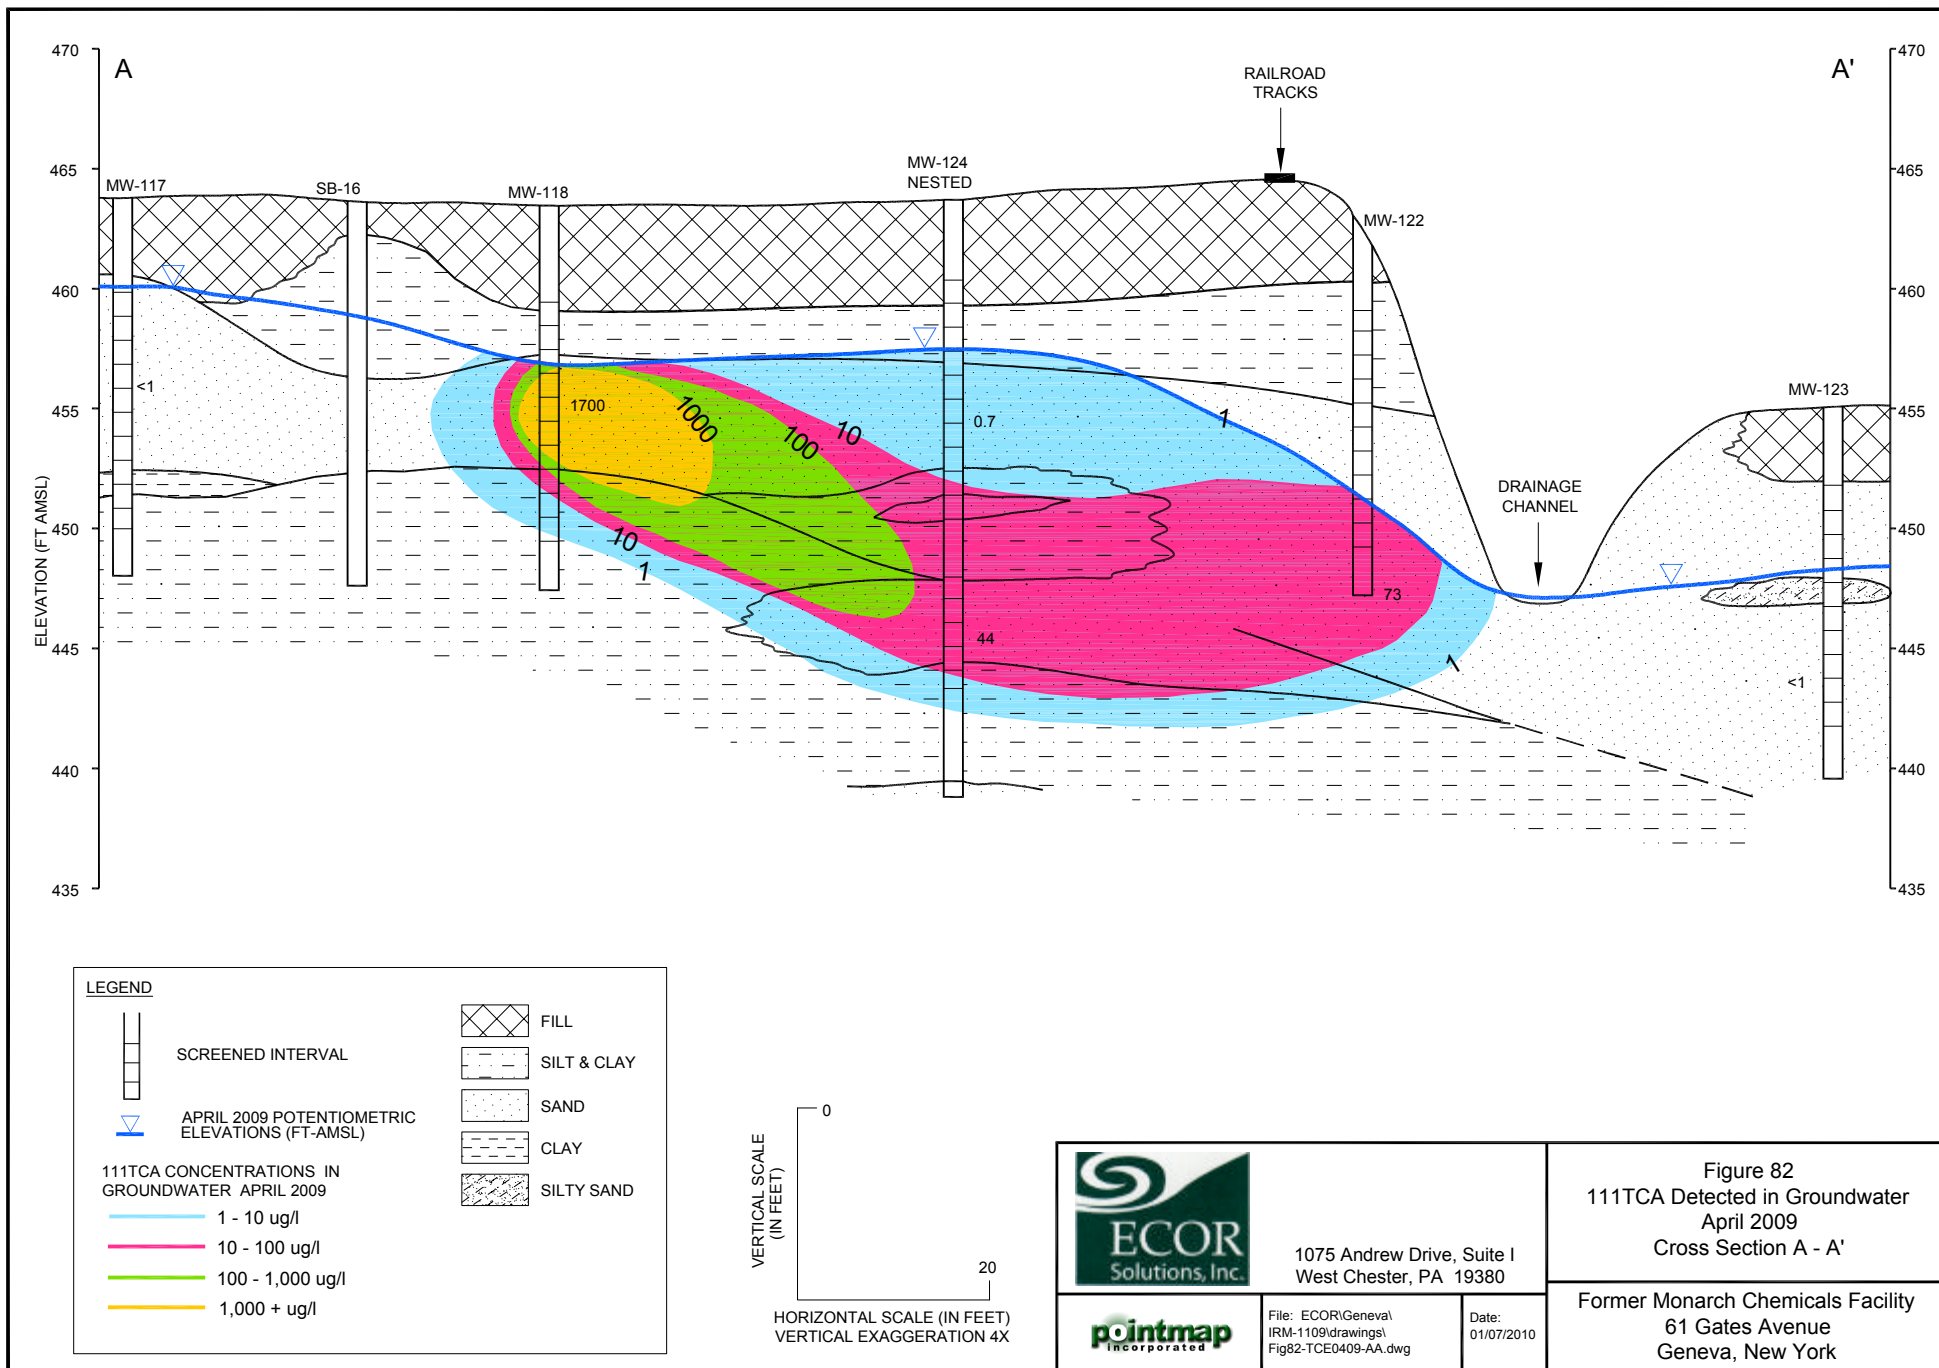 470
470
A
A'
RAILROAD
TRACKS
465
465
MW-117
SB-16
MW-118
MW-124
NESTED
MW-122
460
460
<1
1700
1000
100
10
0.7
1
MW-123
455
455
450
450
DRAINAGE
CHANNEL
10
1
73
44
1
<1
445
445
440
440
435
435
ELEVATION (FT AMSL)
LEGEND
SCREENED INTERVAL
APRIL 2009 POTENTIOMETRIC
ELEVATIONS (FT-AMSL)
111TCA CONCENTRATIONS IN
GROUNDWATER APRIL 2009
1 - 10 ug/l
10 - 100 ug/l
100 - 1,000 ug/l
1,000 + ug/l
FILL
SILT & CLAY
SAND
CLAY
SILTY SAND
0
VERTICAL SCALE
(IN FEET)
20
HORIZONTAL SCALE (IN FEET)
VERTICAL EXAGGERATION 4X
ECOR
Solutions, Inc.
1075 Andrew Drive, Suite I
West Chester, PA 19380
pointmap
incorporated
File: ECOR\Geneva\
IRM-1109\drawings\
Fig82-TCE0409-AA.dwg
Date:
01/07/2010
Figure 82
111TCA Detected in Groundwater
April 2009
Cross Section A - A'
Former Monarch Chemicals Facility
61 Gates Avenue
Geneva, New York